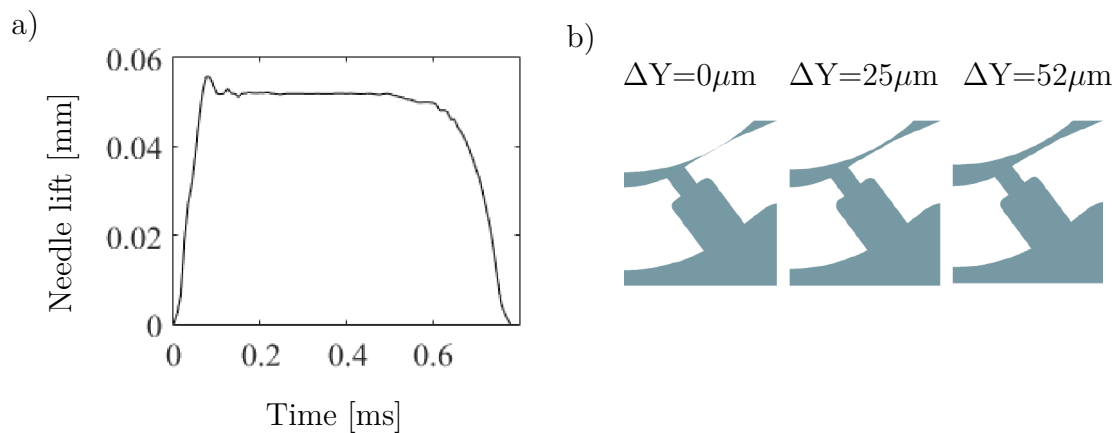 a)
0.06
0.04
0.02
0
Needle lift [mm]
0 0.2 0.4 0.6
Time [ms]
b)
ΔY=0μm ΔY=25μm ΔY=52μm